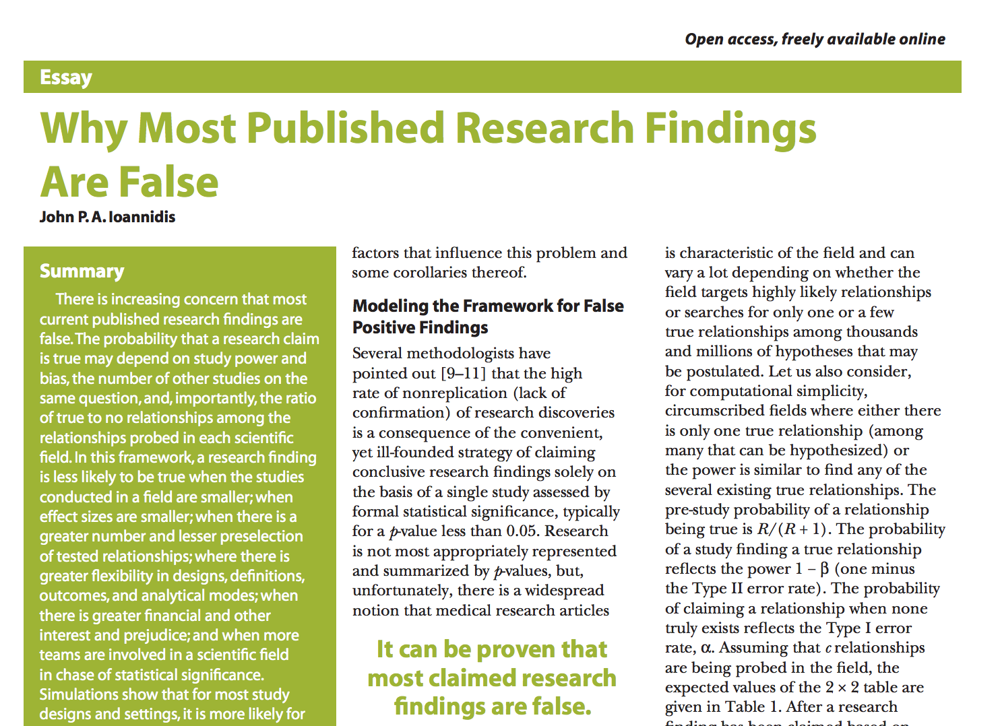 Open access, freely available online
Essay
Why Most Published Research Findings
Are False
John P. A. Ioannidis
Summary
There is increasing concern that most
current published research findings are
false. The probability that a research claim
is true may depend on study power and
bias, the number of other studies on the
same question, and, importantly, the ratio
of true to no relationships among the
relationships probed in each scientific
field. In this framework, a research finding
is less likely to be true when the studies
conducted in a field are smaller; when
effect sizes are smaller; when there is a
greater number and lesser preselection
of tested relationships; where there is
greater flexibility in designs, definitions,
outcomes, and analytical modes; when
there is greater financial and other
interest and prejudice; and when more
teams are involved in a scientific field
in chase of statistical significance.
Simulations show that for most study
designs and settings, it is more likely for
factors that influence this problem and
some corollaries thereof.
Modeling the Framework for False
Positive Findings
Several methodologists have
pointed out [9–11] that the high
rate of nonreplication (lack of
confirmation) of research discoveries
is a consequence of the convenient,
yet ill-founded strategy of claiming
conclusive research findings solely on
the basis of a single study assessed by
formal statistical significance, typically
for a p-value less than 0.05. Research
is not most appropriately represented
and summarized by p-values, but,
unfortunately, there is a widespread
notion that medical research articles
It can be proven that
most claimed research
findings are false.
is characteristic of the field and can
vary a lot depending on whether the
field targets highly likely relationships
or searches for only one or a few
true relationships among thousands
and millions of hypotheses that may
be postulated. Let us also consider,
for computational simplicity,
circumscribed fields where either there
is only one true relationship (among
many that can be hypothesized) or
the power is similar to find any of the
several existing true relationships. The
pre-study probability of a relationship
being true is R/(R + 1). The probability
of a study finding a true relationship
reflects the power 1 – β (one minus
the Type II error rate). The probability
of claiming a relationship when none
truly exists reflects the Type I error
rate, α. Assuming that c relationships
are being probed in the field, the
expected values of the 2 × 2 table are
given in Table 1. After a research
finding has been claimed based on